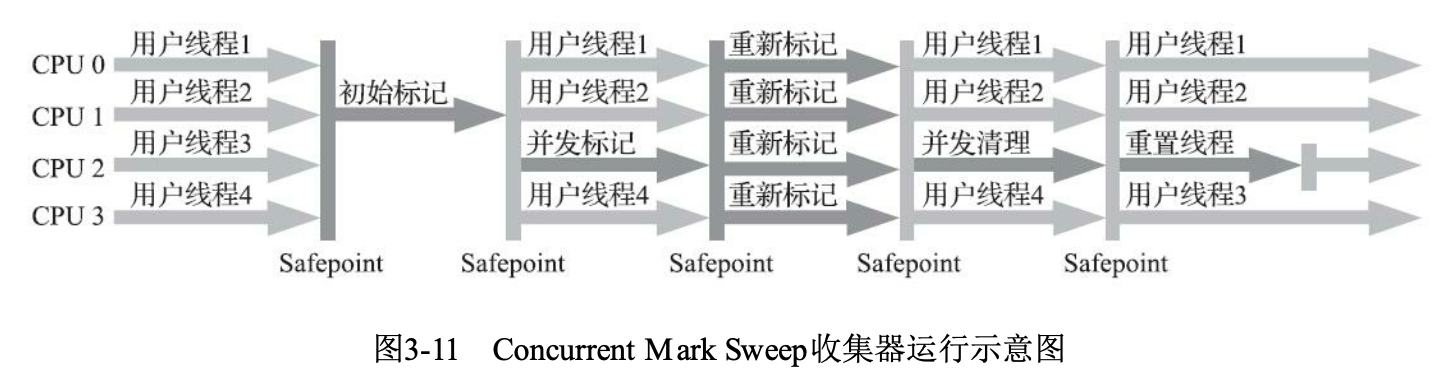 用户线程1 用户线程1 重新标记 用户线程1 用户线程1
CPU 0
用户线程2 初始标记 用户线程2 重新标记 用户线程2 用户线程2
CPU 1
用户线程3 并发标记 重新标记 并发清理 重置线程
CPU 2
用户线程4 用户线程4 重新标记 用户线程4 用户线程3
CPU 3
Safepoint Safepoint Safepoint Safepoint Safepoint
图3-11 Concurrent Mark Sweep收集器运行示意图